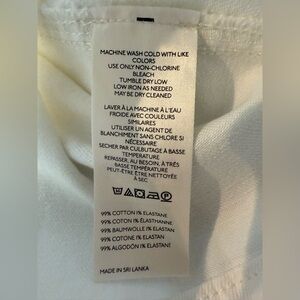 MACHINE WASH COLD WITH LIKE
COLORS
USE ONLY NON-CHLORINE
BLEACH
TUMBLE DRY LOW
LOW IRON AS NEEDED
MAY BE DRY CLEANED
LAVER À LA MACHINE À L'EAU
FROIDE AVEC COULEURS
SIMILAIRES
UTILISER UN AGENT DE
BLANCHIMENT SANS CHLORE SI
NÉCESSAIRE
SECHER PAR CULBUTAGE À BASSE
TEMPÉRATURE
REPASSER, AU BESOIN, À TRÈS
BASSE TEMPÉRATURE
PEUT ÊTRE NETTOYÉE
À SEC
99% COTTON 1% ELASTANE
99% COTON 1% ÉLASTHANNE
99% BAUMWOLLE 1% ELASTAN
99% COTONE 1% ELASTAN
99% ALGODÓN 1% ELASTANE
MADE IN SRI LANKA